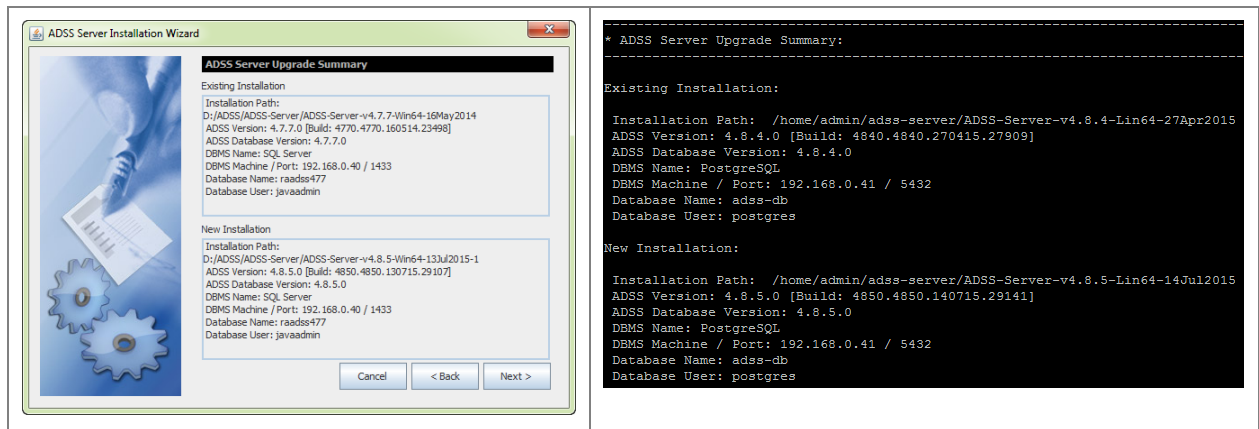 ADSS Server Installation Wizard
ADSS Server Upgrade Summary
Existing Installation
Installation Path:
D:/ADSS/ADSS-Server/ADSS-Server-v4.7.7-Win64-16May2014
ADSS Version: 4.7.7.0 [Build: 4770.4770.160514.23498]
ADSS Database Version: 4.7.7.0
DBMS Name: SQL Server
DBMS Machine / Port: 192.168.0.40 / 1433
Database Name: raadss477
Database User: javaadmin
New Installation
Installation Path:
D:/ADSS/ADSS-Server/ADSS-Server-v4.8.5-Win64-13Jul2015-1
ADSS Version: 4.8.5.0 [Build: 4850.4850.130715.29107]
ADSS Database Version: 4.8.5.0
DBMS Name: SQL Server
DBMS Machine / Port: 192.168.0.40 / 1433
Database Name: raadss477
Database User: javaadmin
Cancel
< Back
Next >
* ADSS Server Upgrade Summary:
Existing Installation:
Installation Path:  /home/admin/adss-server/ADSS-Server-v4.8.4-Lin64-27Apr2015
ADSS Version: 4.8.4.0 [Build: 4840.4840.270415.27909]
ADSS Database Version: 4.8.4.0
DBMS Name: PostgreSQL
DBMS Machine / Port: 192.168.0.41 / 5432
Database Name: adss-db
Database User: postgres
New Installation:
Installation Path:  /home/admin/adss-server/ADSS-Server-v4.8.5-Lin64-14Jul2015
ADSS Version: 4.8.5.0 [Build: 4850.4850.140715.29141]
ADSS Database Version: 4.8.5.0
DBMS Name: PostgreSQL
DBMS Machine / Port: 192.168.0.41 / 5432
Database Name: adss-db
Database User: postgres